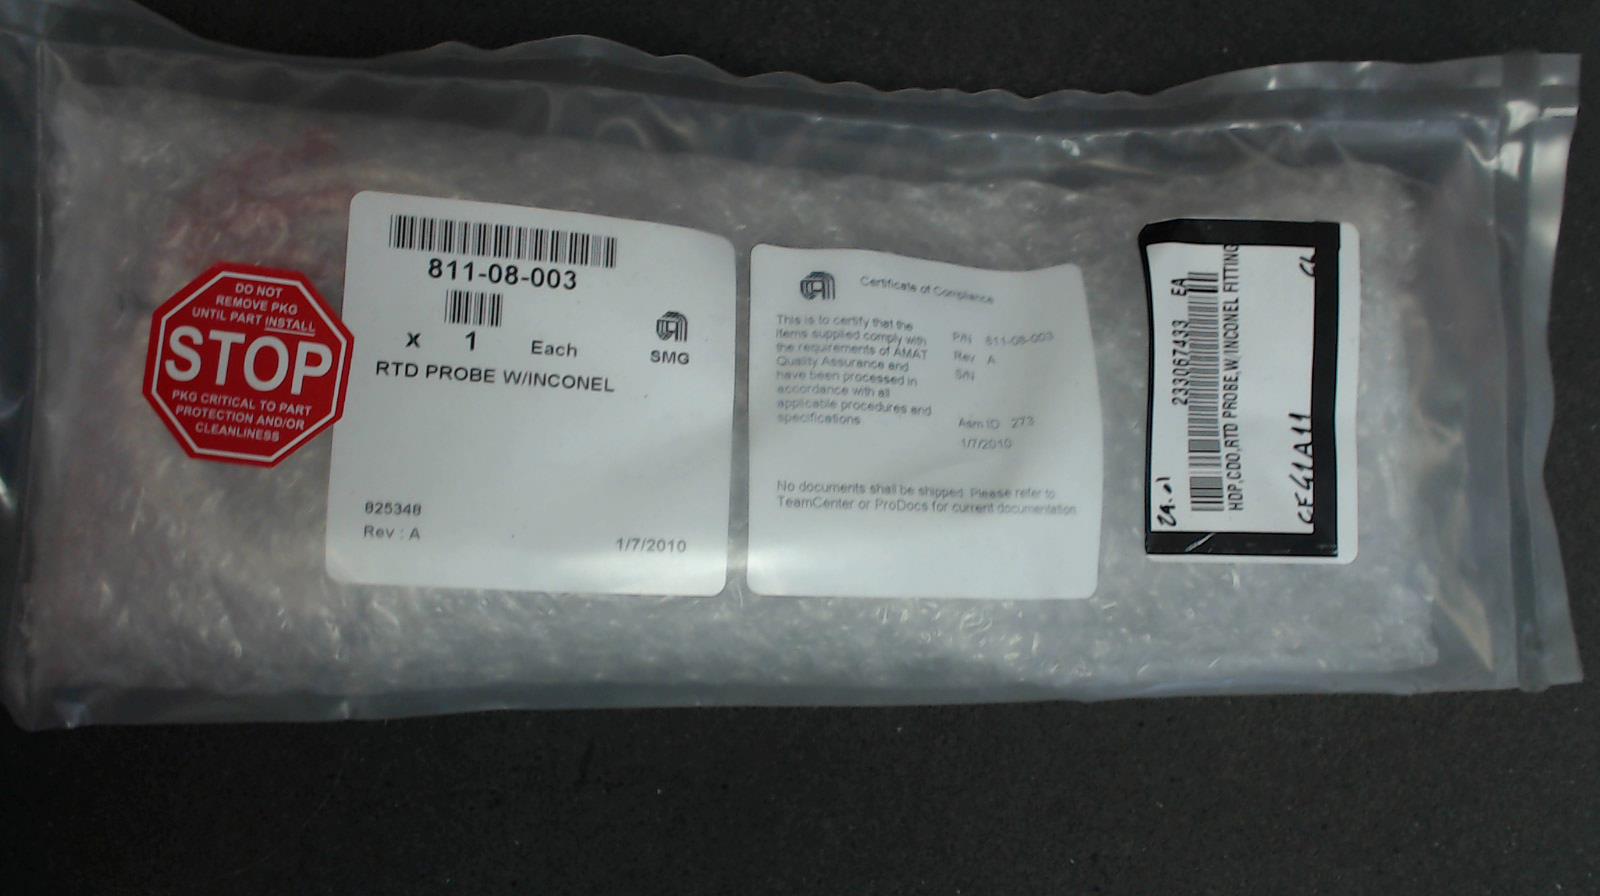 DO NOT
REMOVE PKG
UNTIL PART INSTALL
STOP
PKG CRITICAL TO PART
PROTECTION AND/OR
CLEANLINESS
811-08-003
x 1 Each
SMG
RTD PROBE W/INCONEL
825348
Rev : A
1/7/2010
Certificate of Compliance
This is to certify that the
items supplied comply with
the requirements of AMAT
Quality Assurance and
have been processed in
accordance with all
applicable procedures and
specifications
P/N 811-08-003
Rev A
S/N
Asm ID 273
1/7/2010
No documents shall be shipped. Please refer to
TeamCenter or ProDocs for current documentation
233067493 EA
HDP,CDO,RTD PROBE,W/INCONEL FITTING